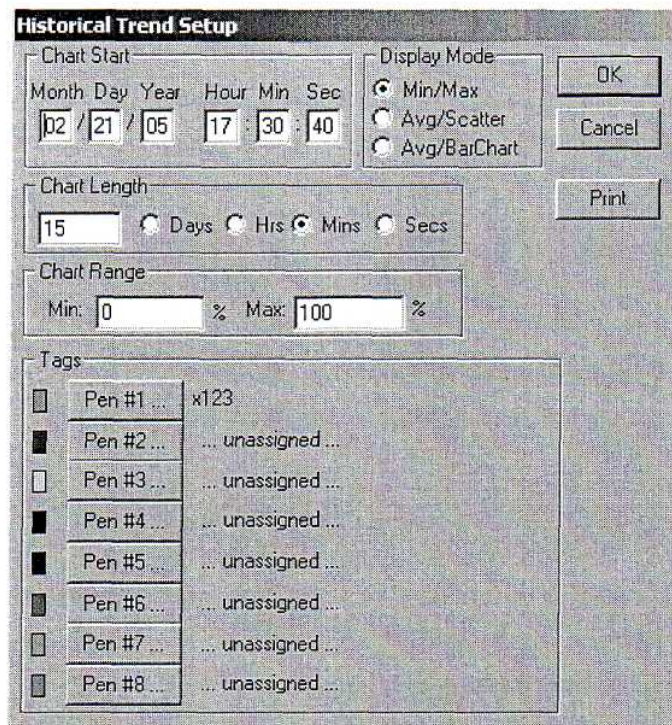 Historical Trend Setup
Chart Start
Month Day Year Hour Min Sec
02 / 21 / 05 17 : 30 : 40
Display Mode
Min/Max
Avg/Scatter
Avg/BarChart
OK
Cancel
Print
Chart Length
15 Days Hrs Mins Secs
Chart Range
Min: 0 % Max: 100 %
Tags
Pen #1 ... x123
Pen #2 ... ... unassigned ...
Pen #3 ... ... unassigned ...
Pen #4 ... ... unassigned ...
Pen #5 ... ... unassigned ...
Pen #6 ... ... unassigned ...
Pen #7 ... ... unassigned ...
Pen #8 ... ... unassigned ...